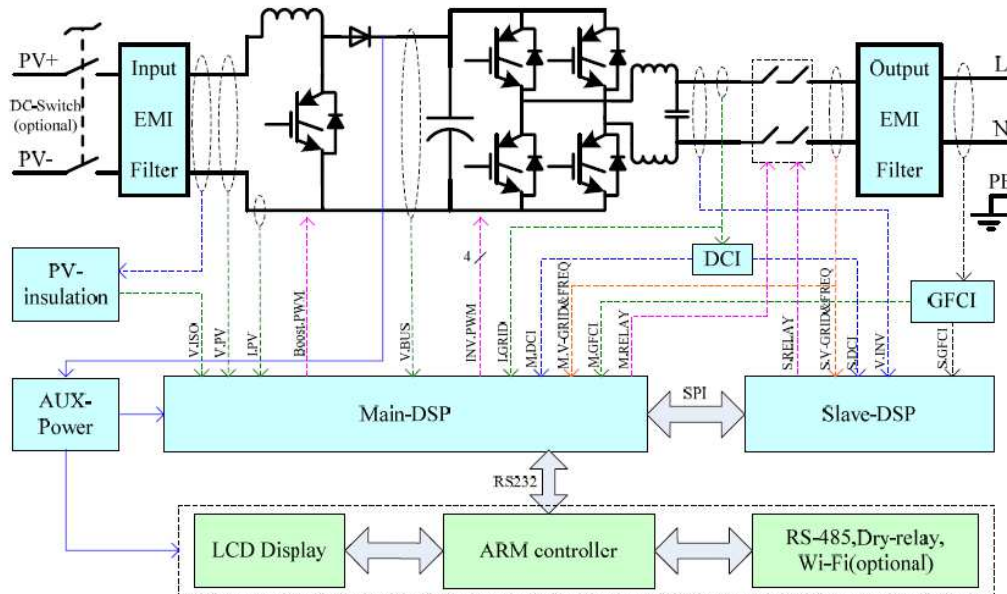 PV+
DC-Switch
(optional)
PV-
Input
EMI
Filter
Output
EMI
Filter
L
N
PE
PV-
insulation
DCI
GFCI
4
V.ISO
V.PV
I.PV
Boost.PWM
V.BUS
INV.PWM
I.GRID
M.DCI
M.V-GRID&FREQ
M.GFCI
M.RELAY
S.RELAY
S.V-GRID&FREQ
S.DCI
V.INV
S.GFCI
AUX-
Power
Main-DSP
SPI
Slave-DSP
RS232
LCD Display
ARM controller
RS-485,Dry-relay,
Wi-Fi(optional)